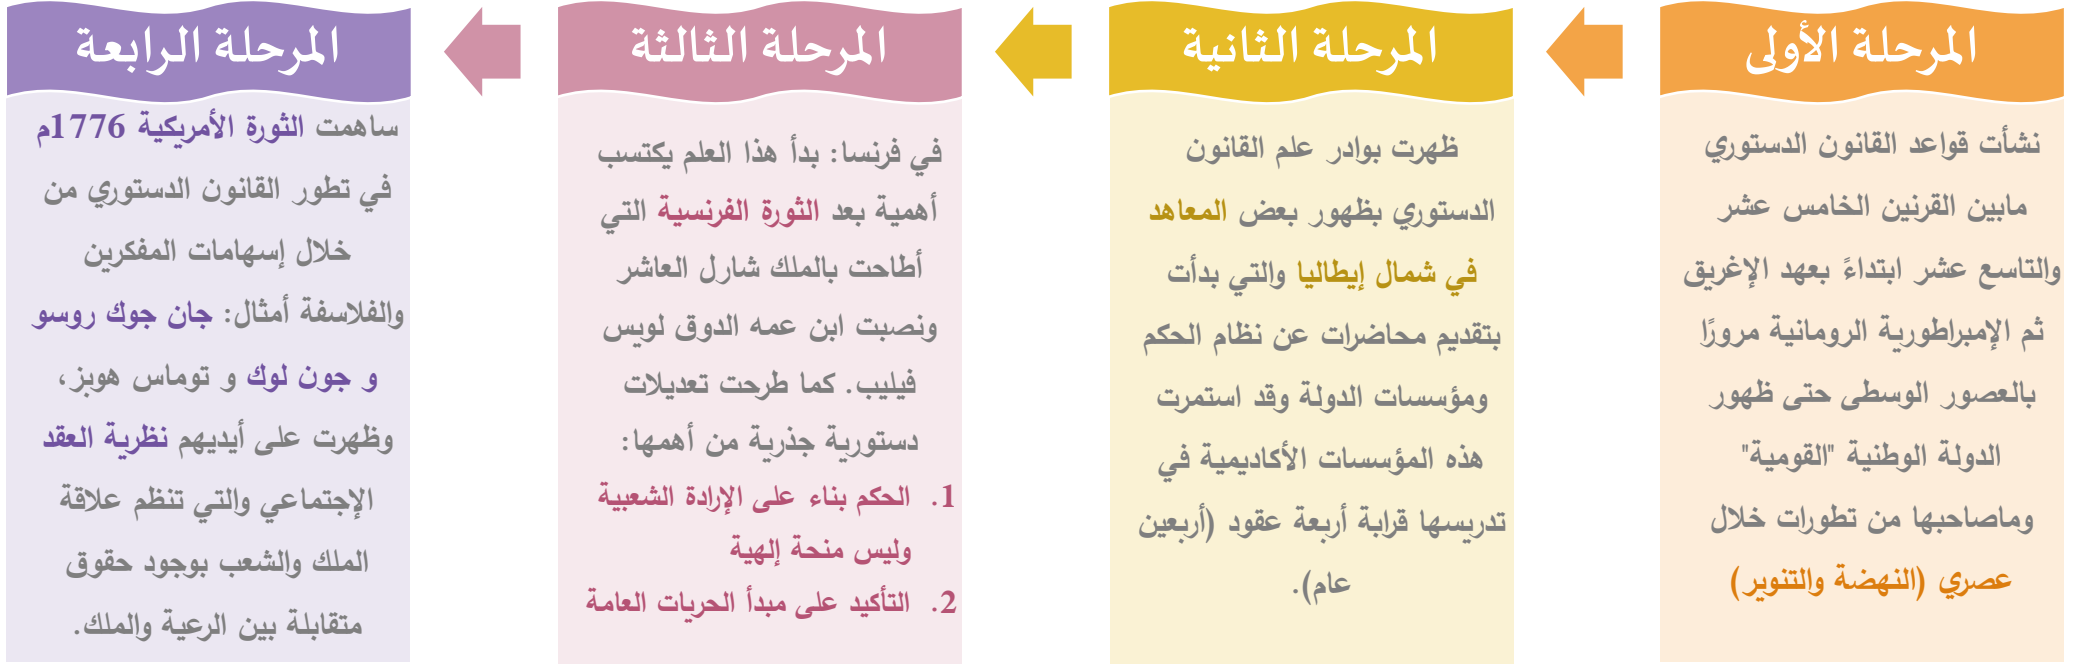 المرحلة الأولى
نشأت قواعد القانون الدستوري
مابين القرنين الخامس عشر
والتاسع عشر ابتداءً بعهد الإغريق
ثم الإمبراطورية الرومانية مرورًا
بالعصور الوسطى حتى ظهور
الدولة الوطنية "القومية"
وماصاحبها من تطورات خلال
عصري (النهضة والتنوير)
المرحلة الثانية
ظهرت بوادر علم القانون
الدستوري بظهور بعض المعاهد
في شمال إيطاليا والتي بدأت
بتقديم محاضرات عن نظام الحكم
ومؤسسات الدولة وقد استمرت
هذه المؤسسات الأكاديمية في
تدريسها قرابة أربعة عقود (أربعين
عام).
المرحلة الثالثة
في فرنسا: بدأ هذا العلم يكتسب
أهمية بعد الثورة الفرنسية التي
أطاحت بالملك شارل العاشر
ونصبت ابن عمه الدوق لويس
فيليب. كما طرحت تعديلات
دستورية جذرية من أهمها:
1. الحكم بناء على الإرادة الشعبية
وليس منحة إلهية
2. التأكيد على مبدأ الحريات العامة
المرحلة الرابعة
ساهمت الثورة الأمريكية 1776م
في تطور القانون الدستوري من
خلال إسهامات المفكرين
والفلاسفة أمثال: جان جوك روسو
و جون لوك و توماس هوبز،
وظهرت على أيديهم نظرية العقد
الإجتماعي والتي تنظم علاقة
الملك والشعب بوجود حقوق
متقابلة بين الرعية والملك.